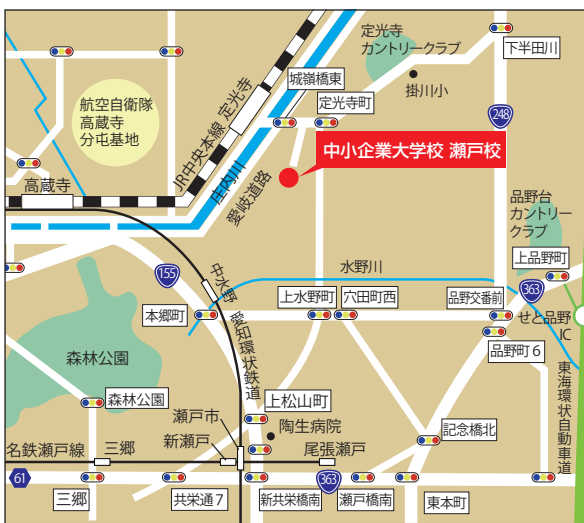 定光寺
カントリークラブ
下半田川
城嶺橋東
掛川小
定光寺町
航空自衛隊
高蔵寺
分屯基地
JR中央本線 定光寺
248
中小企業大学校 瀬戸校
高蔵寺
庄内川
愛岐道路
品野台
カントリー
クラブ
上品野町
水野川
155
中水野
363
本郷町
上水野町
穴田町西
品野交番前
せと品野
IC
愛知環状鉄道
品野町6
森林公園
東海環状自動車道
森林公園
上松山町
瀬戸市
陶生病院
記念橋北
新瀬戸
尾張瀬戸
名鉄瀬戸線
三郷
61
363
三郷
共栄通7
新共栄橋南
瀬戸橋南
東本町